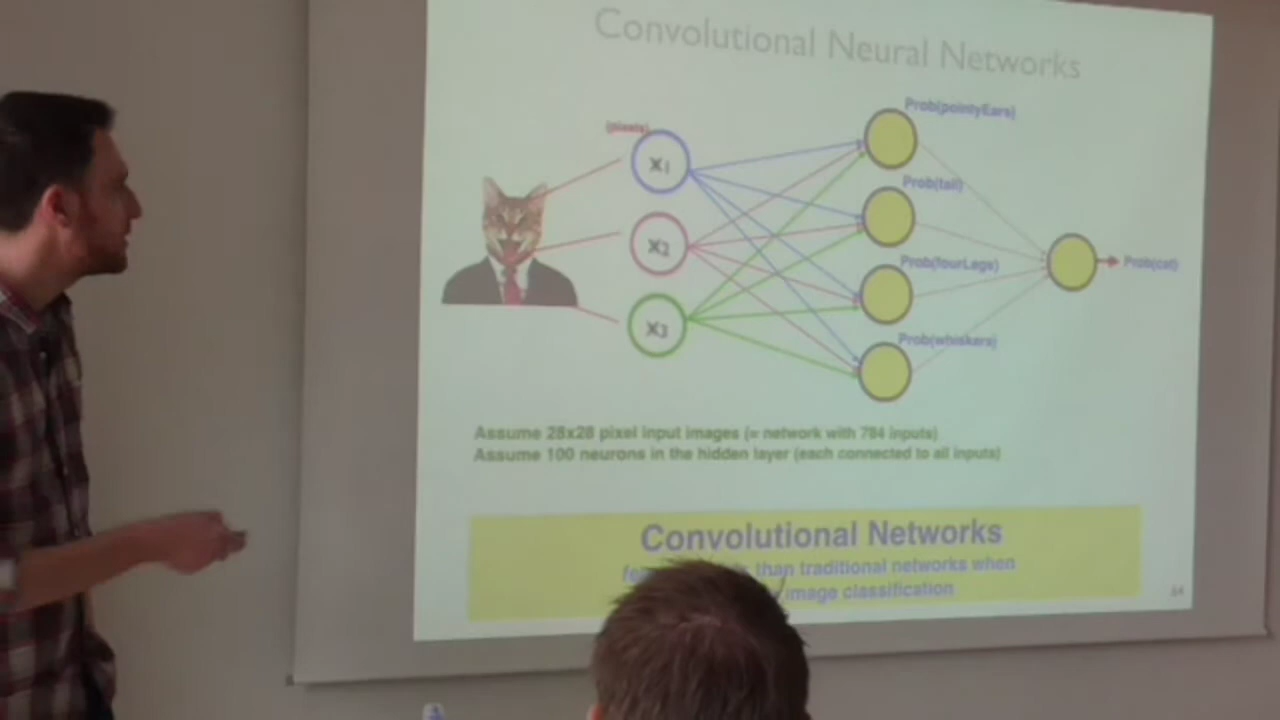 Convolutional Neural Networks
(pixels)
Prob(pointyEars)
X1
Prob(tail)
X2
Prob(fourLegs)
Prob(cat)
X3
Prob(whiskers)
Assume 28x28 pixel input images (= network with 784 inputs)
Assume 100 neurons in the hidden layer (each connected to all inputs)
Convolutional Networks
than traditional networks when
image classification
64